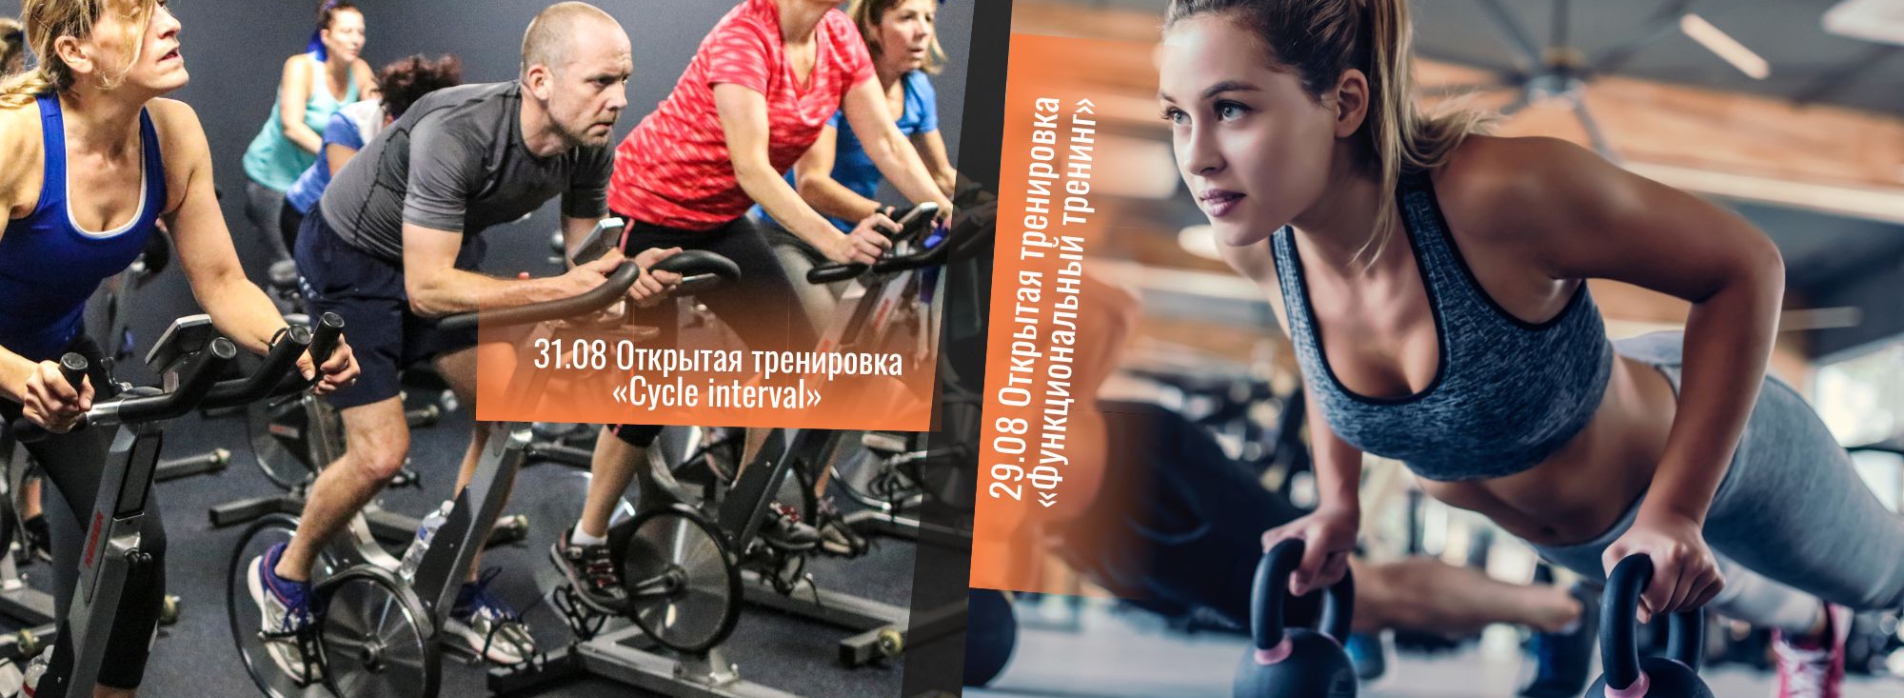 31.08 Открытая тренировка
«Cycle interval»
29.08 Открытая тренировка
«функциональный тренинг»